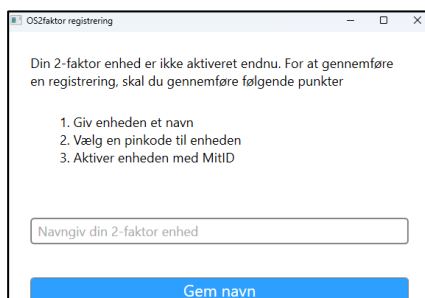 OS2faktor registrering
Din 2-faktor enhed er ikke aktiveret endnu. For at gennemføre
en registrering, skal du gennemføre følgende punkter
1. Giv enheden et navn
2. Vælg en pinkode til enheden
3. Aktiver enheden med MitID
Navngiv din 2-faktor enhed
Gem navn